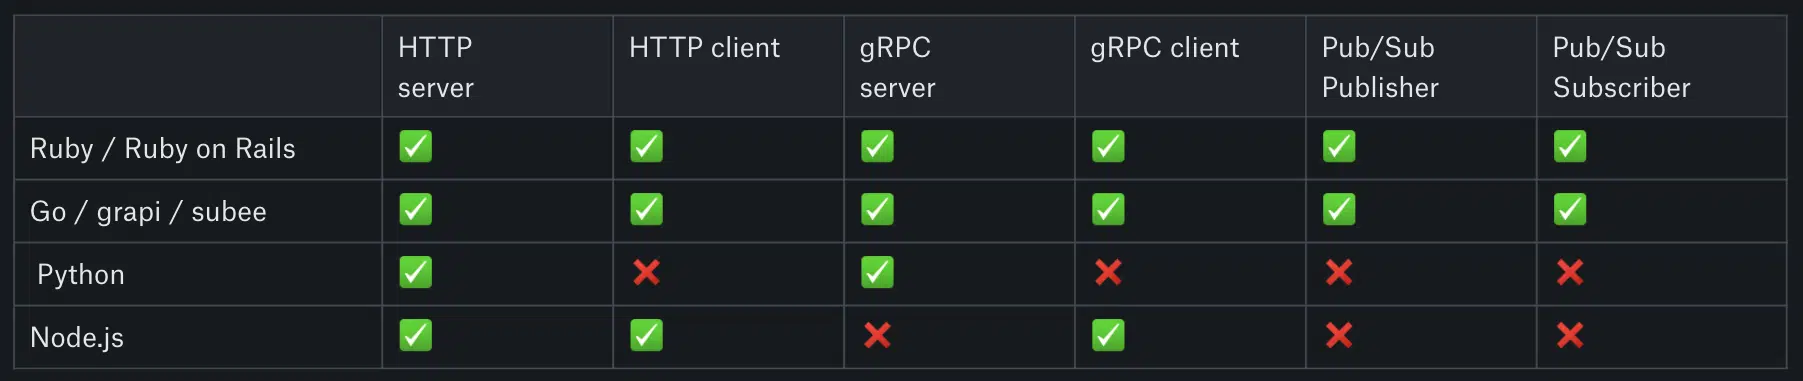 HTTP server
HTTP client
gRPC server
gRPC client
Pub/Sub Publisher
Pub/Sub Subscriber
Ruby / Ruby on Rails ✅ ✅ ✅ ✅ ✅ ✅
Go / grapi / subee ✅ ✅ ✅ ✅ ✅ ✅
Python ✅ ❌ ✅ ❌ ❌ ❌
Node.js ✅ ✅ ❌ ✅ ❌ ❌